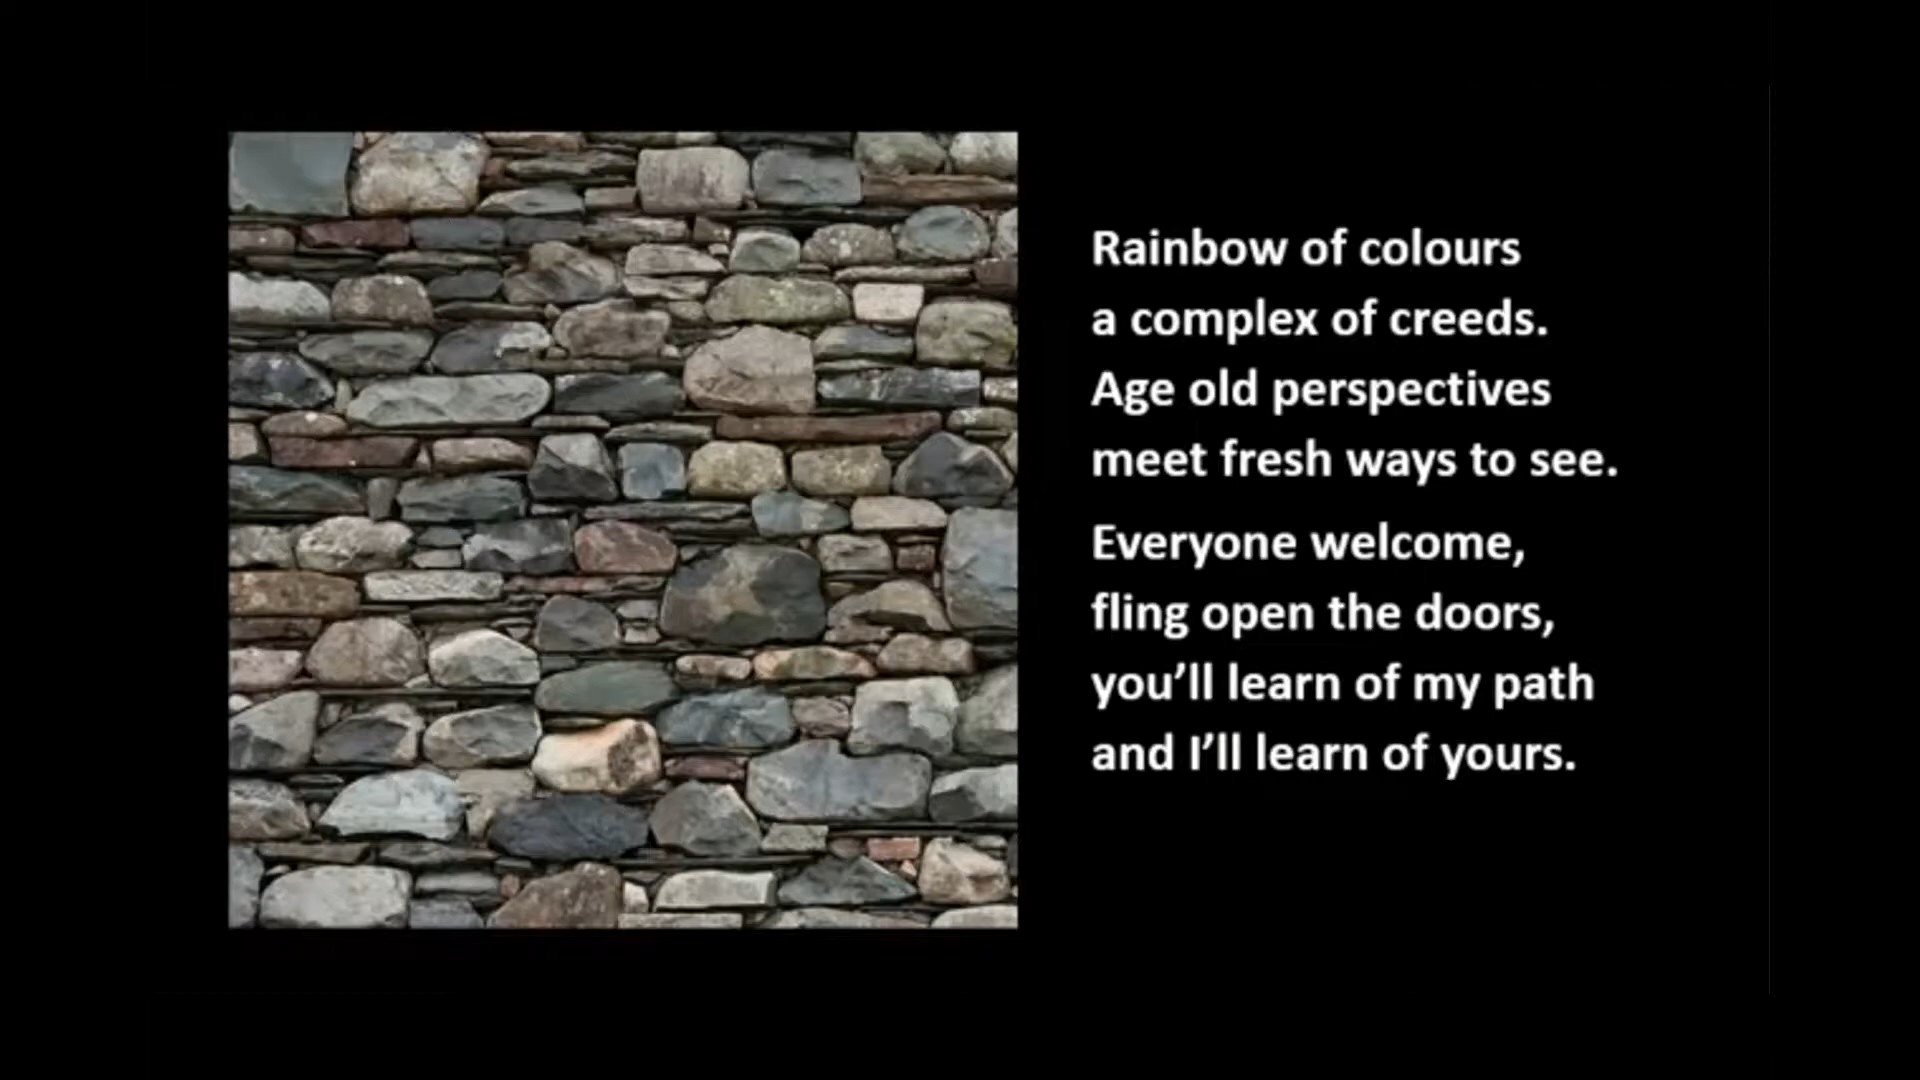 Rainbow of colours
a complex of creeds.
Age old perspectives
meet fresh ways to see.
Everyone welcome,
fling open the doors,
you’ll learn of my path
and I’ll learn of yours.